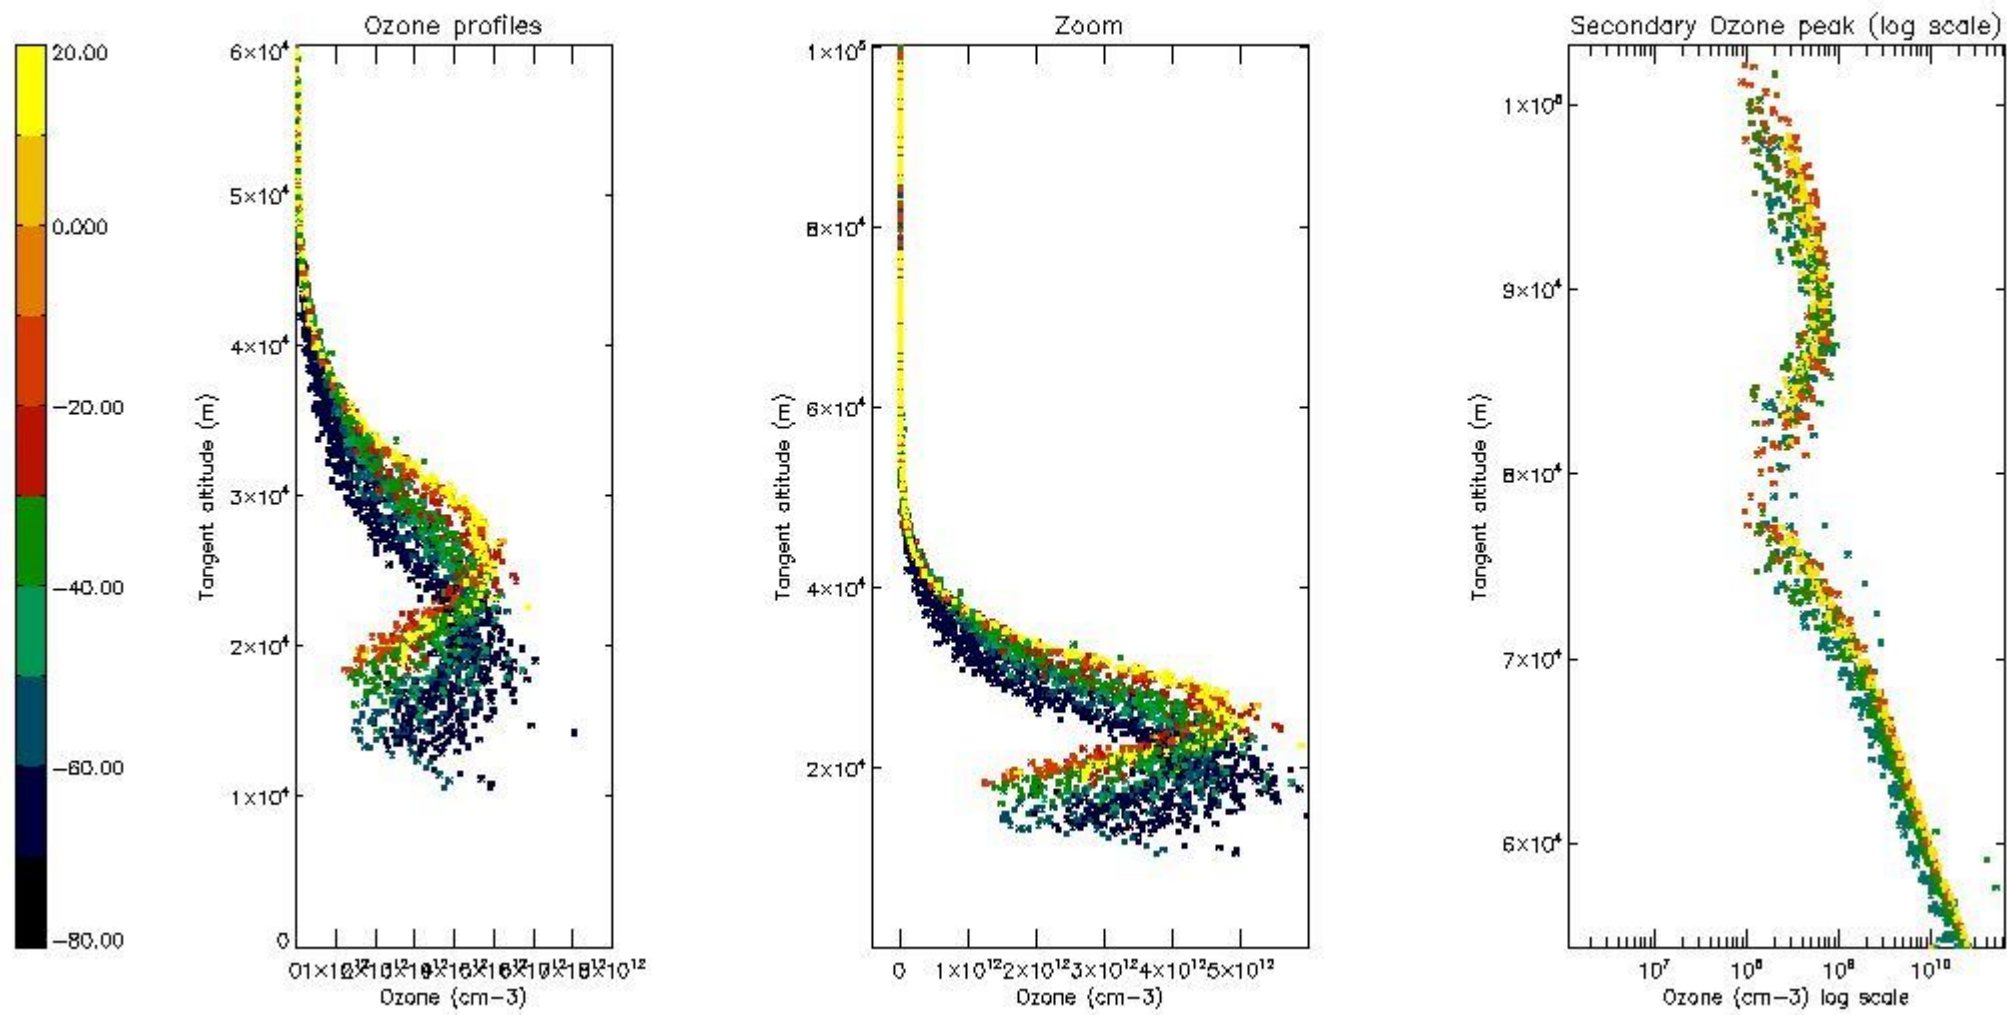 Ozone profiles
Zoom
Secondary Ozone peak (log scale)
20.00
0.000
−20.00
−40.00
−60.00
−80.00
6×10⁴
5×10⁴
4×10⁴
3×10⁴
2×10⁴
1×10⁴
0
Tangent altitude (m)
Ozone (cm−3)
1×10⁵
8×10⁴
6×10⁴
4×10⁴
2×10⁴
Tangent altitude (m)
0 1×10¹² 2×10¹² 3×10¹² 4×10¹² 5×10¹²
Ozone (cm−3)
9×10⁴
8×10⁴
7×10⁴
6×10⁴
Tangent altitude (m)
10⁷ 10⁸ 10⁹ 10¹⁰
Ozone (cm−3) log scale